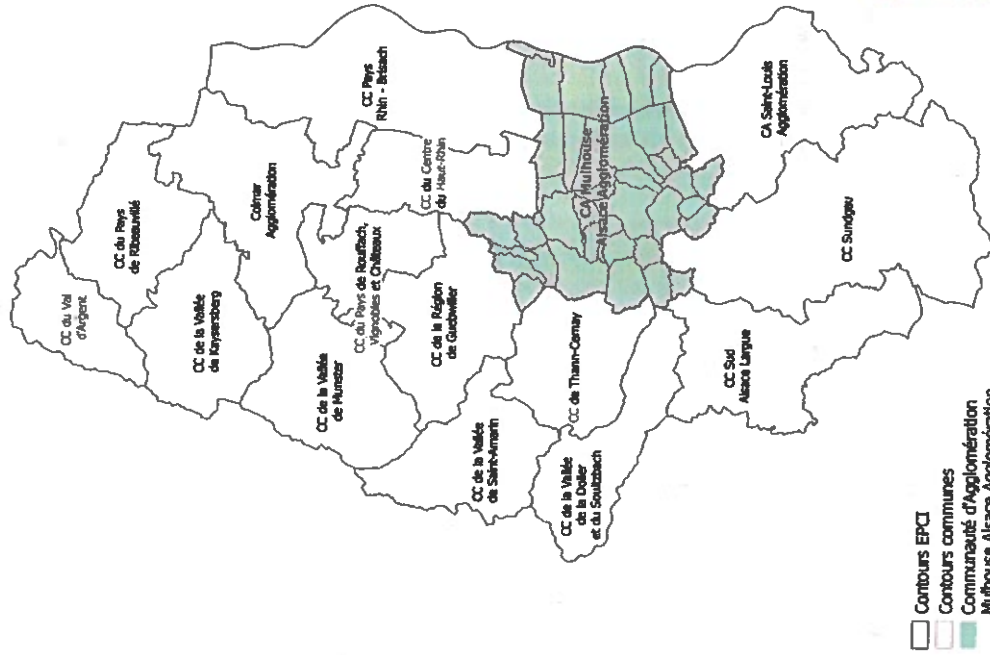 CC du Val
d'Argent
CC du Pays
de Ribeauvillé
CC de la Vallée
de Kaysersberg
Colmar
Agglomération
CC Pays
Rhin - Brisach
CC de la Vallée
de Munster
CC du Pays de Rouffach,
Vignobles et Châteaux
CC du Centre
du Haut-Rhin
CC de la Région
de Guebwiller
CC de la Vallée
de Saint-Amarin
CA Mulhouse
Alsace Agglomération
CC de Thann-Cernay
CC de la Vallée
de la Doller
et du Soultzbach
CC Sud
Alsace Largue
CA Saint-Louis
Agglomération
CC Sundgau
Contours EPCI
Contours communes
Communauté d'Agglomération
Mulhouse Alsace Agglomération